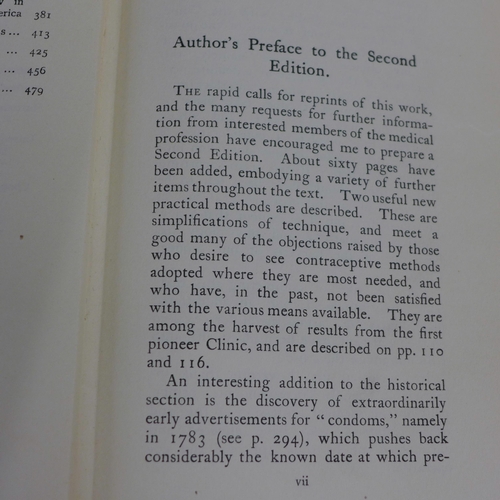 y in
erica 381
s... 413
... 425
... 456
... 479
Author's Preface to the Second
Edition.
THE rapid calls for reprints of this work,
and the many requests for further informa-
tion from interested members of the medical
profession have encouraged me to prepare a
Second Edition. About sixty pages have
been added, embodying a variety of further
items throughout the text. Two useful new
practical methods are described. These are
simplifications of technique, and meet a
good many of the objections raised by those
who desire to see contraceptive methods
adopted where they are most needed, and
who have, in the past, not been satisfied
with the various means available. They are
among the harvest of results from the first
pioneer Clinic, and are described on pp. 110
and 116.
An interesting addition to the historical
section is the discovery of extraordinarily
early advertisements for "condoms," namely
in 1783 (see p. 294), which pushes back
considerably the known date at which pre-
vii